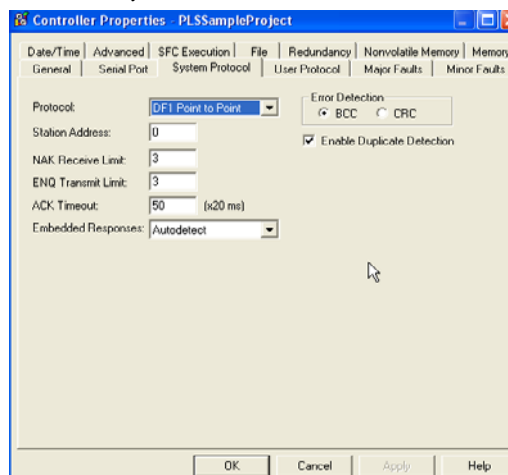 Controller Properties - PLSSampleProject
Date/Time Advanced SFC Execution File Redundancy Nonvolatile Memory Memory
General Serial Port System Protocol User Protocol Major Faults Minor Faults
Protocol: DF1 Point to Point
Error Detection
BCC CRC
Station Address: 0
Enable Duplicate Detection
NAK Receive Limit: 3
ENQ Transmit Limit: 3
ACK Timeout: 50 (x20 ms)
Embedded Responses: Autodetect
OK Cancel Apply Help